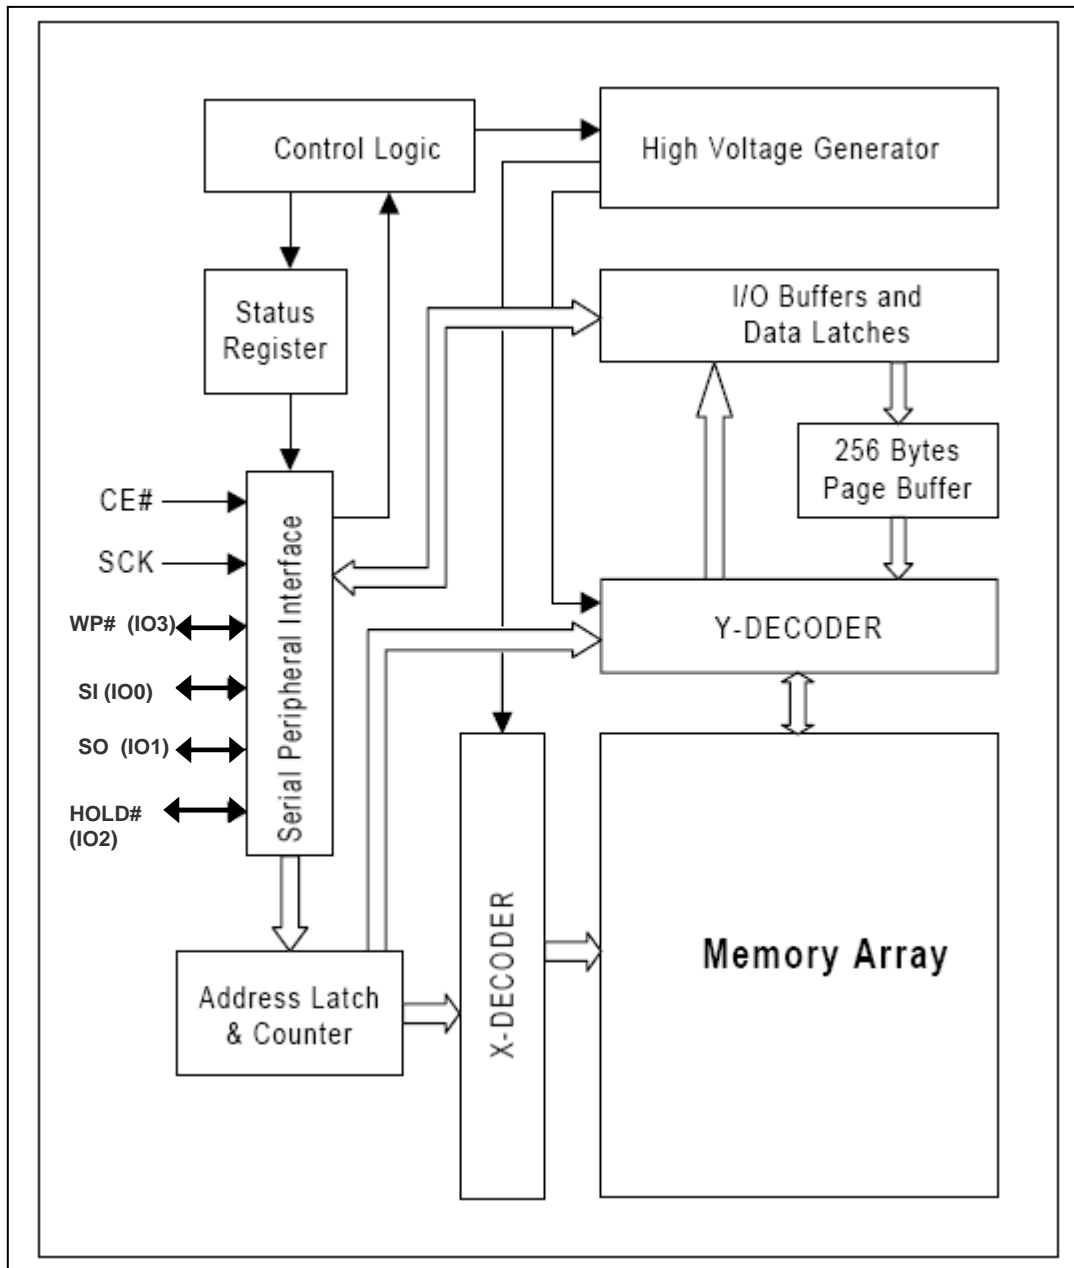 Control Logic
High Voltage Generator
Status
Register
I/O Buffers and
Data Latches
256 Bytes
Page Buffer
CE#
SCK
WP# (IO3)
SI (IO0)
SO (IO1)
HOLD#
(IO2)
Serial Peripheral Interface
Y-DECODER
X-DECODER
Memory Array
Address Latch
& Counter